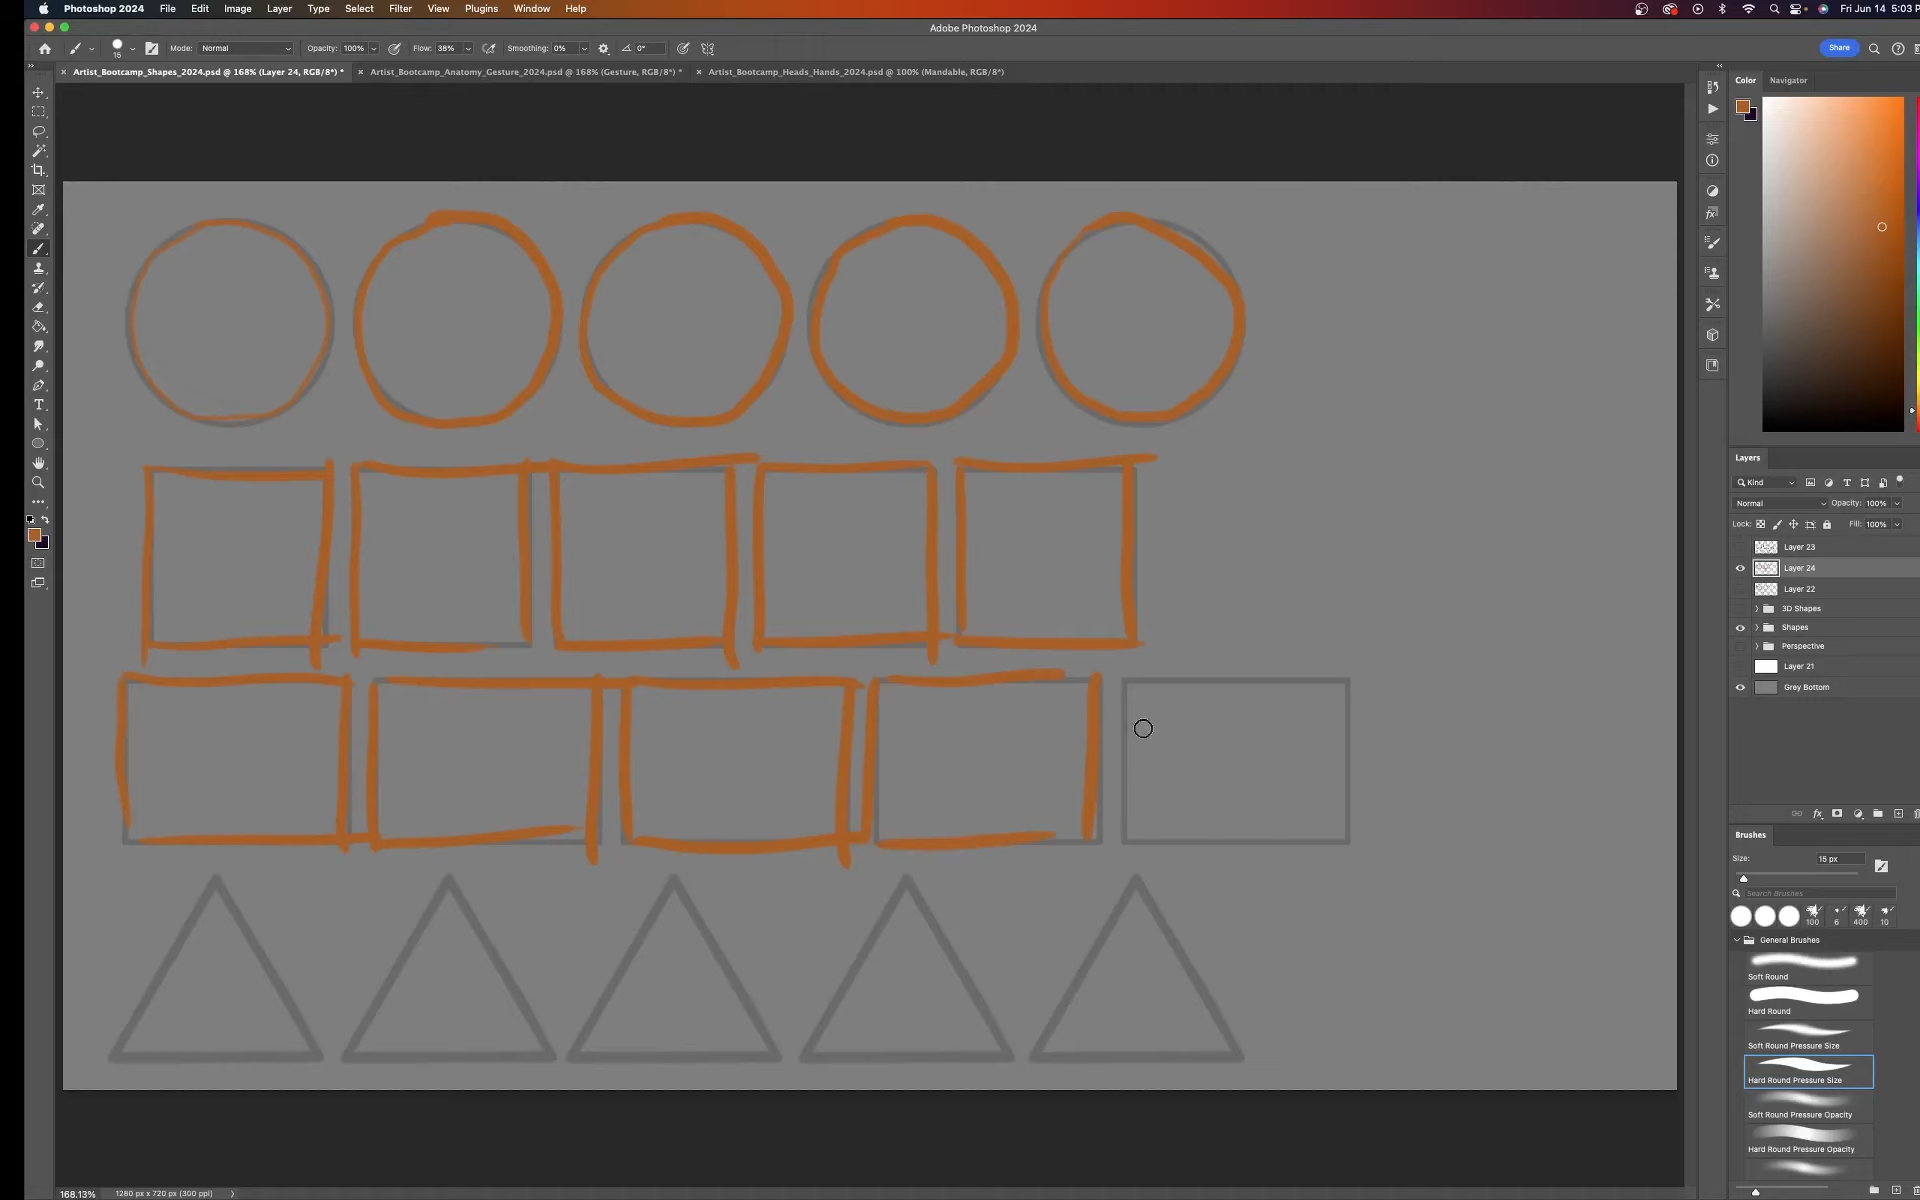 Photoshop 2024 File Edit Image Layer Type Select Filter View Plugins Window Help Fri Jun 14 5:03 P
Adobe Photoshop 2024
15 Mode: Normal Opacity: 100% Flow: 38% Smoothing: 0% 0° Share
Artist_Bootcamp_Shapes_2024.psd @ 168% (Layer 24, RGB/8*) * Artist_Bootcamp_Anatomy_Gesture_2024.psd @ 168% (Gesture, RGB/8*) * Artist_Bootcamp_Heads_Hands_2024.psd @ 100% (Mandable, RGB/8*)
Color Navigator
Layers
Kind
Normal Opacity: 100%
Lock: Fill: 100%
Layer 23
Layer 24
Layer 22
3D Shapes
Shapes
Perspective
Layer 21
Grey Bottom
Brushes
Size: 15 px
Search Brushes
100 6 400 10
General Brushes
Soft Round
Hard Round
Soft Round Pressure Size
Hard Round Pressure Size
Soft Round Pressure Opacity
Hard Round Pressure Opacity
168.13% 1280 px x 720 px (300 ppi)